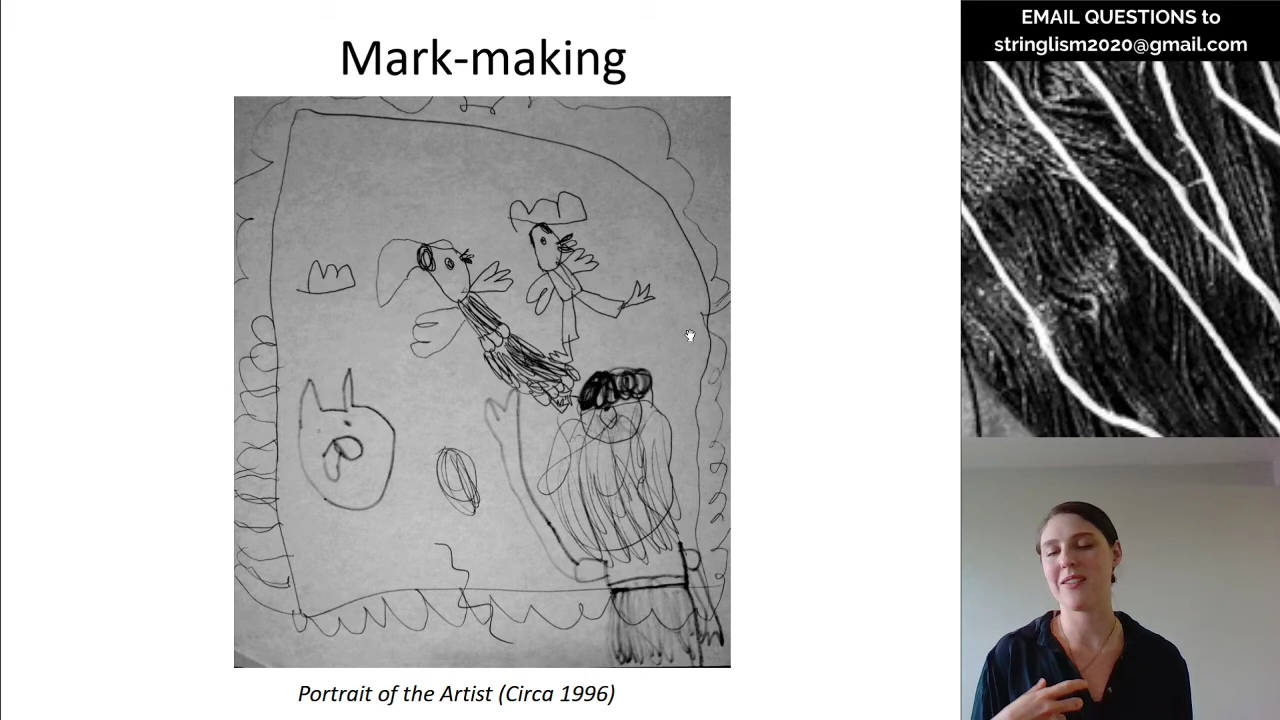 Mark-making
Portrait of the Artist (Circa 1996)
EMAIL QUESTIONS to
stringlism2020@gmail.com